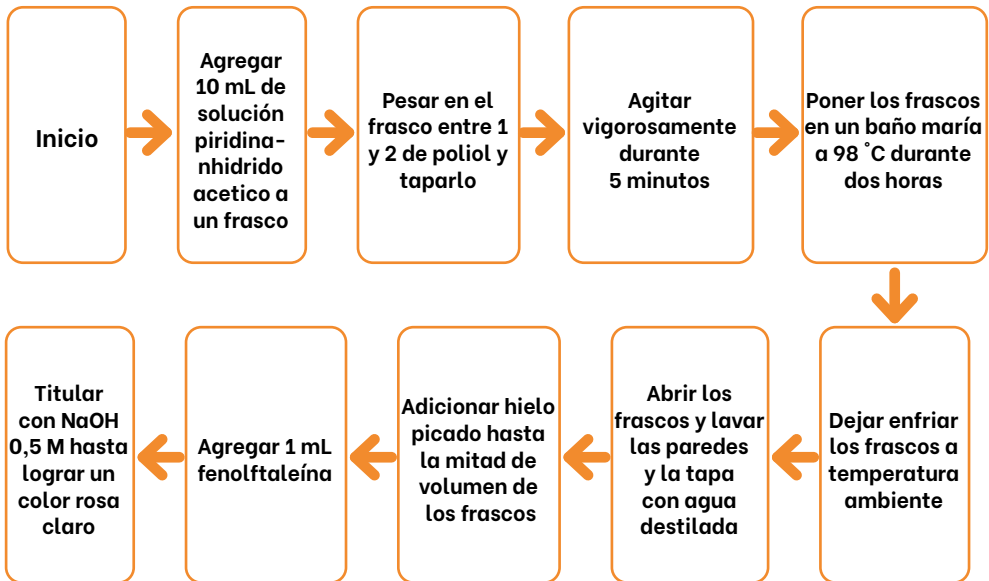 Inicio
Agregar
10 mL de
solución
piridina-
nhidrido
acetico a
un frasco
Pesar en el
frasco entre 1
y 2 de poliol y
taparlo
Agitar
vigorosamente
durante
5 minutos
Poner los frascos
en un baño maría
a 98 °C durante
dos horas
Dejar enfriar
los frascos a
temperatura
ambiente
Abrir los
frascos y lavar
las paredes
y la tapa
con agua
destilada
Adicionar hielo
picado hasta
la mitad de
volumen de
los frascos
Agregar 1 mL
fenolftaleína
Titular
con NaOH
0,5 M hasta
lograr un
color rosa
claro